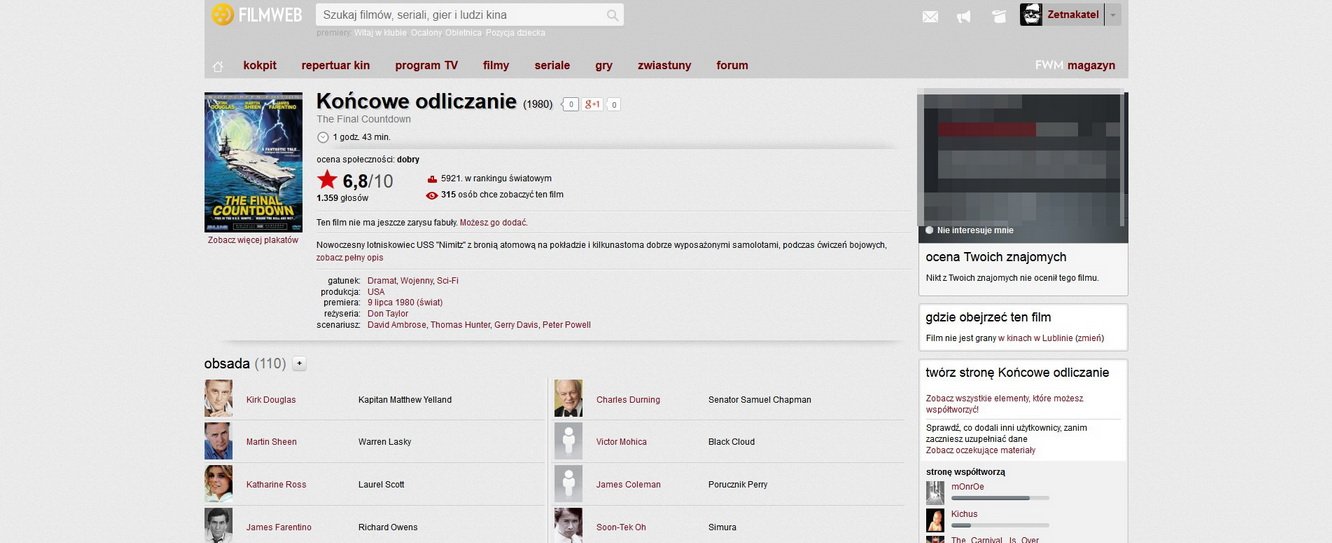 FILMWEB
Szukaj filmów, seriali, gier i ludzi kina
Zetnakatel
premiery: Witaj w klubie Ocalony Obietnica Pozycja dziecka
kokpit repertuar kin program TV filmy seriale gry zwiastuny forum FWM magazyn
Końcowe odliczanie (1980) 0 g+1 0
The Final Countdown
1 godz. 43 min.
ocena społeczności: dobry
6,8/10
1.359 głosów
5921. w rankingu światowym
315 osób chce zobaczyć ten film
DOUGLAS MARTIN SHEEN JAMES FARENTINO
THE FINAL
COUNTDOWN
Zobacz więcej plakatów
Ten film nie ma jeszcze zarysu fabuły. Możesz go dodać.
Nowoczesny lotniskowiec USS "Nimitz" z bronią atomową na pokładzie i kilkunastoma dobrze wyposażonymi samolotami, podczas ćwiczeń bojowych,
zobacz pełny opis
gatunek: Dramat, Wojenny, Sci-Fi
produkcja: USA
premiera: 9 lipca 1980 (świat)
reżyseria: Don Taylor
scenariusz: David Ambrose, Thomas Hunter, Gerry Davis, Peter Powell
obsada (110) +
Kirk Douglas Kapitan Matthew Yelland
Charles Durning Senator Samuel Chapman
Martin Sheen Warren Lasky
Victor Mohica Black Cloud
Katharine Ross Laurel Scott
James Coleman Porucznik Perry
James Farentino Richard Owens
Soon-Tek Oh Simura
Nie interesuje mnie
ocena Twoich znajomych
Nikt z Twoich znajomych nie ocenił tego filmu.
gdzie obejrzeć ten film
Film nie jest grany w kinach w Lublinie (zmień)
twórz stronę Końcowe odliczanie
Zobacz wszystkie elementy, które możesz
współtworzyć!
Sprawdź, co dodali inni użytkownicy, zanim
zaczniesz uzupełniać dane
Zobacz oczekujące materiały
stronę współtworzą
mOnrOe
Kichus
The_Carnival_Is_Over